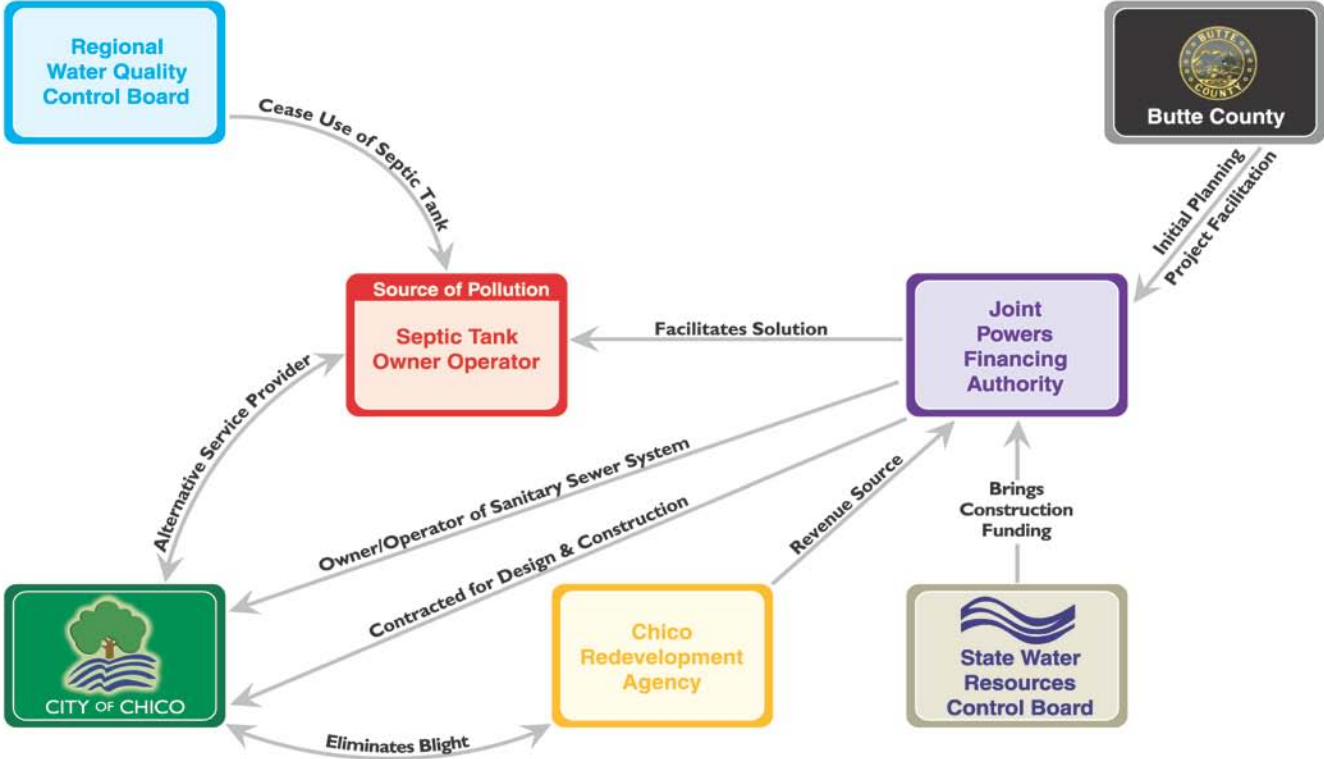 Regional
Water Quality
Control Board
BUTTE
COUNTY
Butte County
Cease Use of Septic Tank
Initial Planning
Project Facilitation
Source of Pollution
Septic Tank
Owner Operator
Facilitates Solution
Joint
Powers
Financing
Authority
Alternative Service Provider
Owner/Operator of Sanitary Sewer System
Contracted for Design & Construction
Revenue Source
Brings
Construction
Funding
CITY OF CHICO
Eliminates Blight
Chico
Redevelopment
Agency
State Water
Resources
Control Board